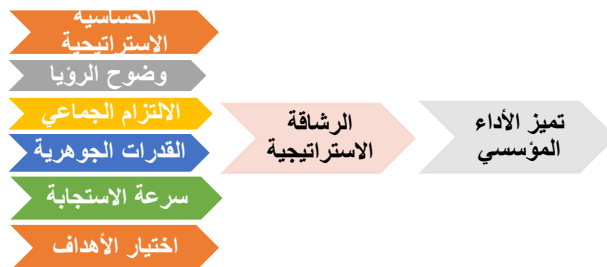 الحساسية
الاستراتيجية
وضوح الرؤيا
الالتزام الجماعي
القدرات الجوهرية
سرعة الاستجابة
اختيار الأهداف
الرشاقة
الاستراتيجية
تميز الأداء
المؤسسي